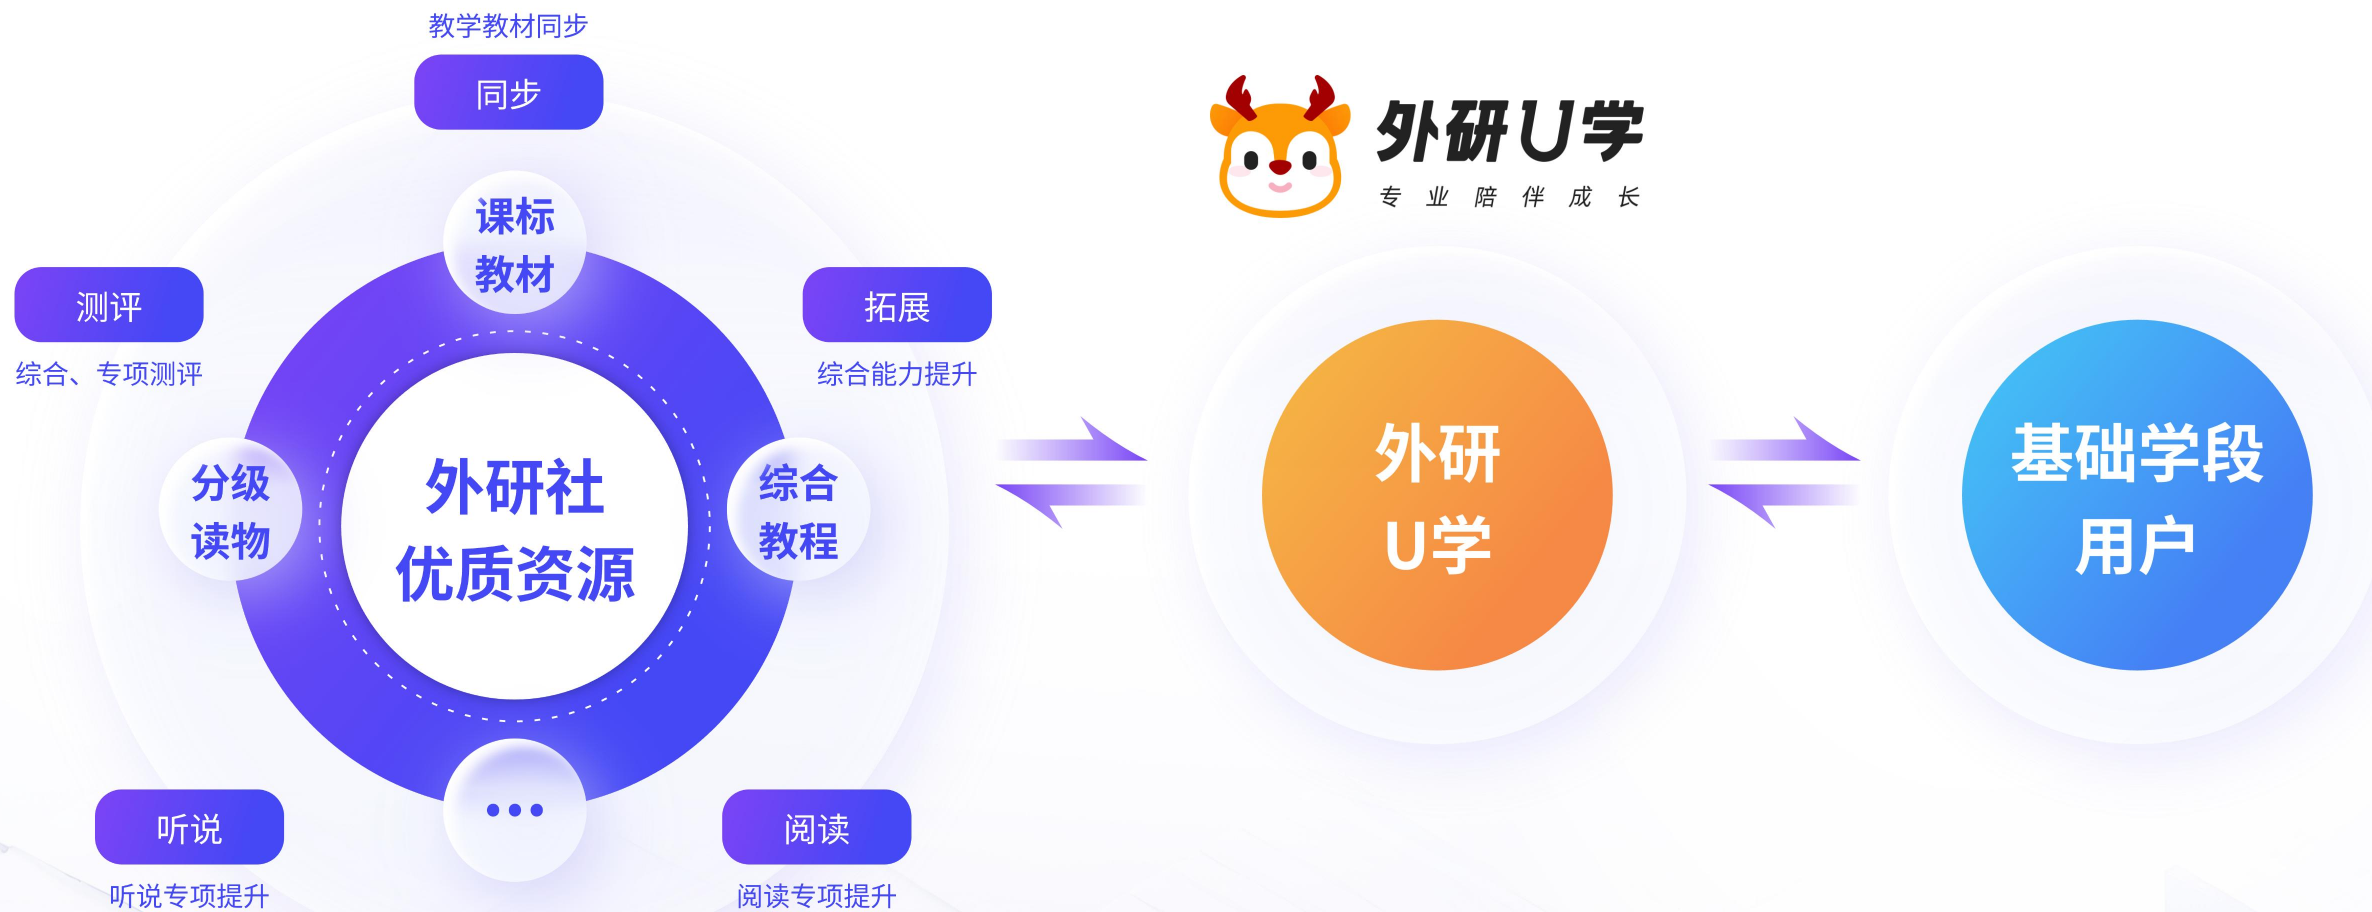 教学教材同步
同步
课标
教材
测评
综合、专项测评
拓展
综合能力提升
分级
读物
外研社
优质资源
综合
教程
•••
听说
听说专项提升
阅读
阅读专项提升
外研U学
专业陪伴成长
外研
U学
基础学段
用户